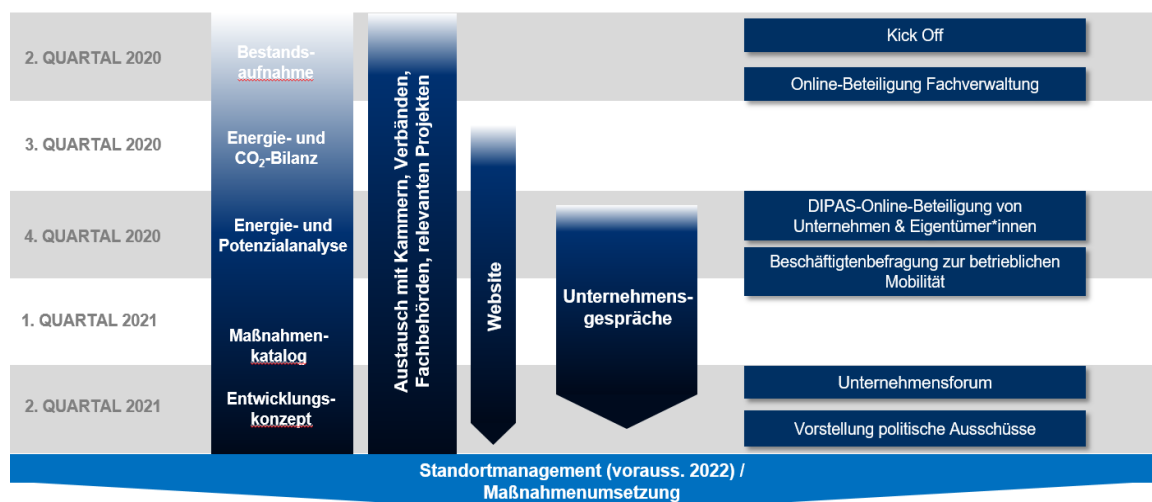 2. QUARTAL 2020
3. QUARTAL 2020
4. QUARTAL 2020
1. QUARTAL 2021
2. QUARTAL 2021
Bestands-
aufnahme
Energie- und
CO₂-Bilanz
Energie- und
Potenzialanalyse
Maßnahmen-
katalog
Entwicklungs-
konzept
Austausch mit Kammern, Verbänden,
Fachbehörden, relevanten Projekten
Website
Unternehmens-
gespräche
Kick Off
Online-Beteiligung Fachverwaltung
DIPAS-Online-Beteiligung von
Unternehmen & Eigentümer*innen
Beschäftigtenbefragung zur betrieblichen
Mobilität
Unternehmensforum
Vorstellung politische Ausschüsse
Standortmanagement (vorauss. 2022) /
Maßnahmenumsetzung